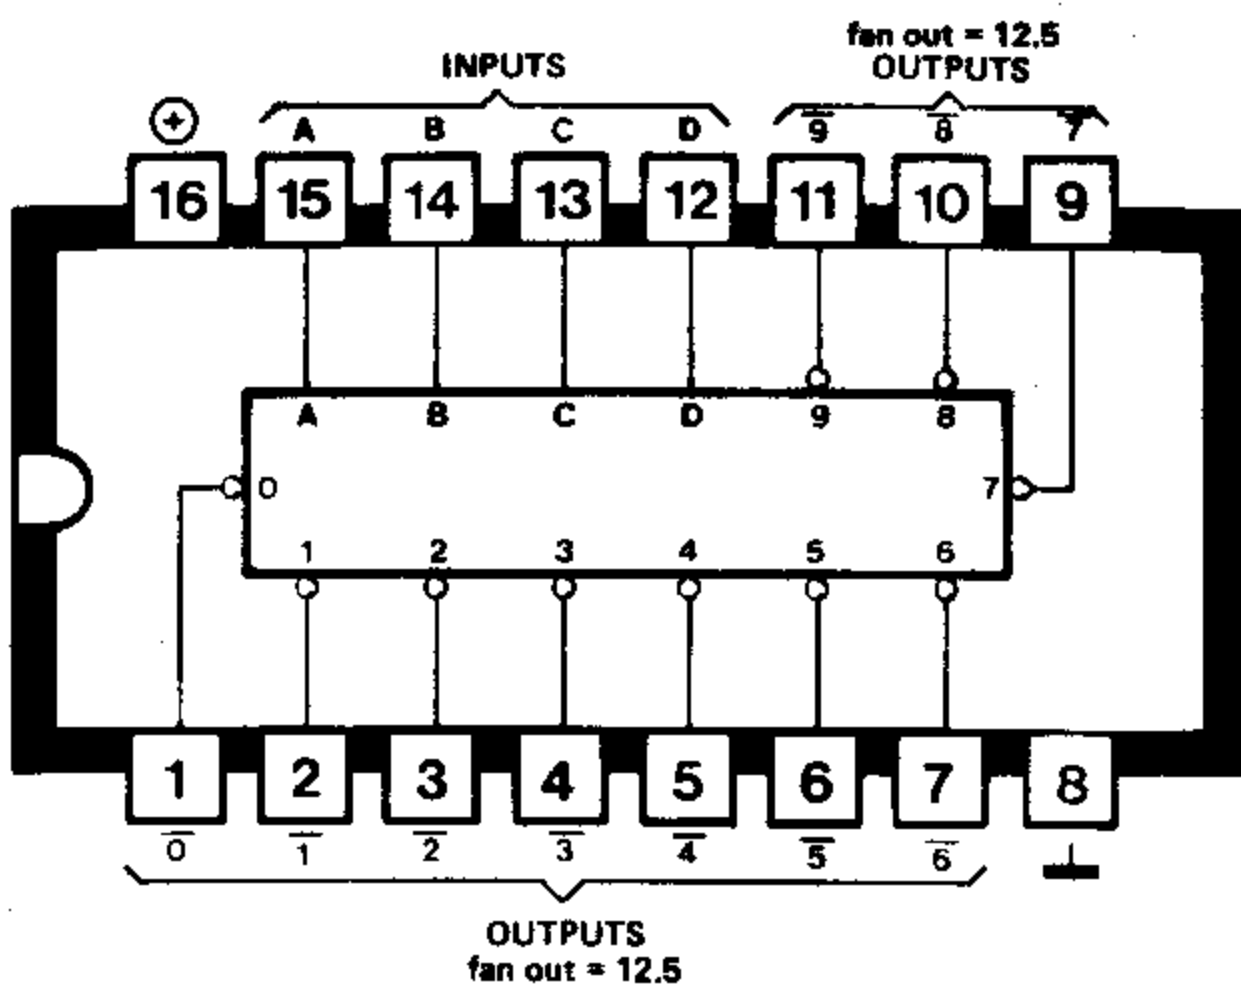 fan out = 12.5
INPUTS OUTPUTS
+ A B C D 9̅ 8̅ 7̅
16 15 14 13 12 11 10 9
A B C D 9 8
0 7
1 2 3 4 5 6
1 2 3 4 5 6 7 8
0̅ 1̅ 2̅ 3̅ 4̅ 5̅ 6̅
OUTPUTS
fan out = 12.5